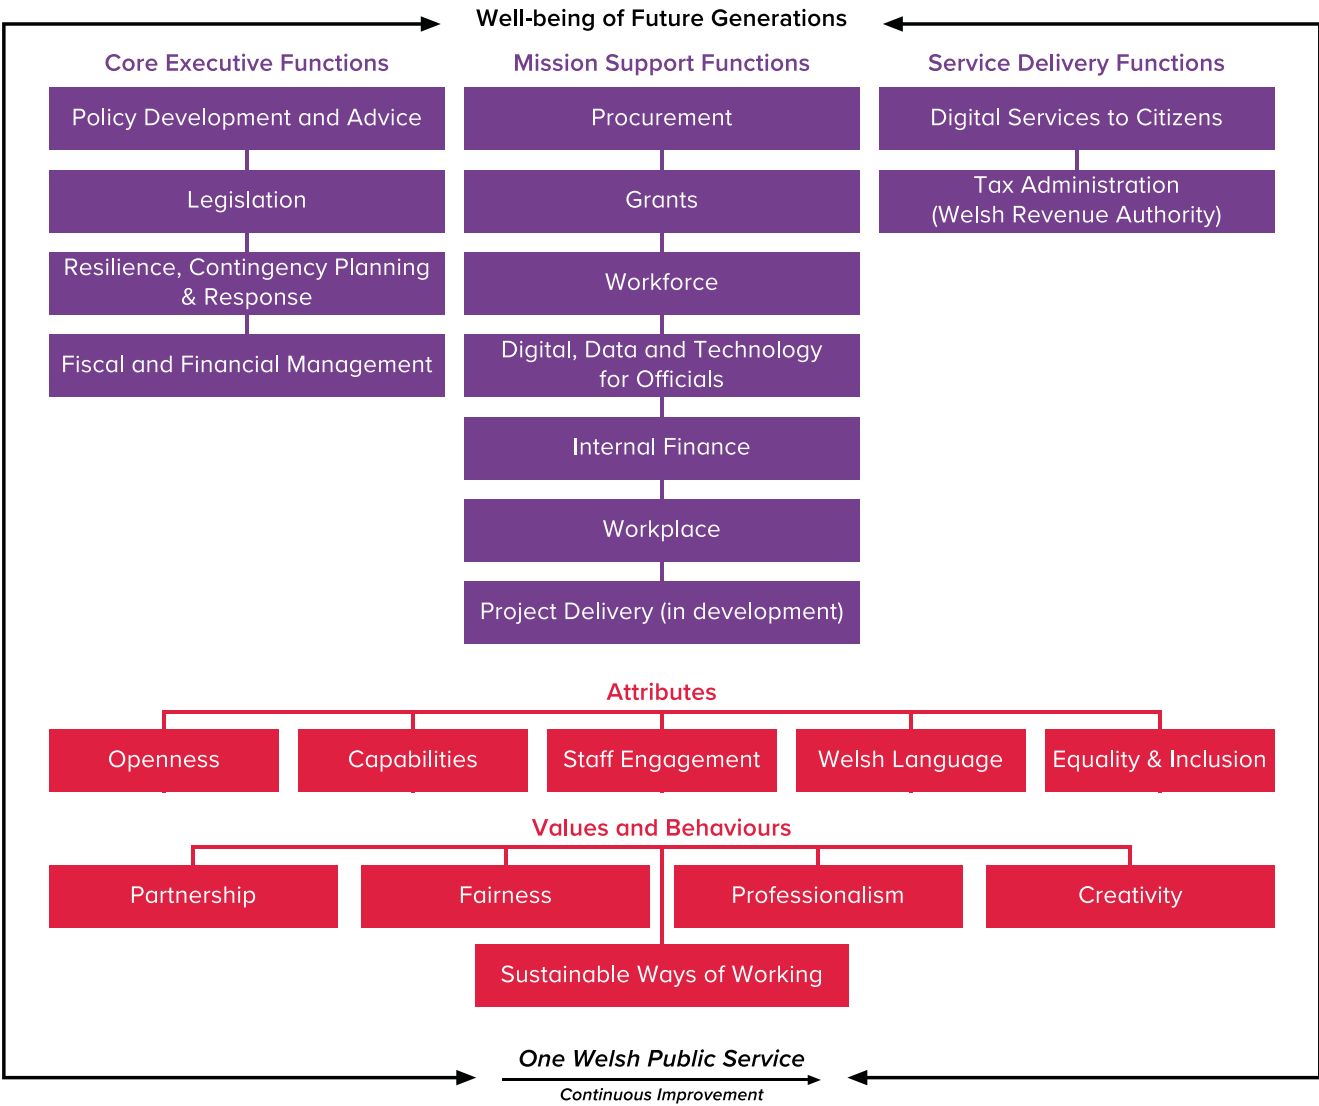 Well-being of Future Generations
Core Executive Functions
Policy Development and Advice
Legislation
Resilience, Contingency Planning
& Response
Fiscal and Financial Management
Mission Support Functions
Procurement
Grants
Workforce
Digital, Data and Technology
for Officials
Internal Finance
Workplace
Project Delivery (in development)
Service Delivery Functions
Digital Services to Citizens
Tax Administration
(Welsh Revenue Authority)
Attributes
Openness
Capabilities
Staff Engagement
Welsh Language
Equality & Inclusion
Values and Behaviours
Partnership
Fairness
Professionalism
Creativity
Sustainable Ways of Working
One Welsh Public Service
Continuous Improvement